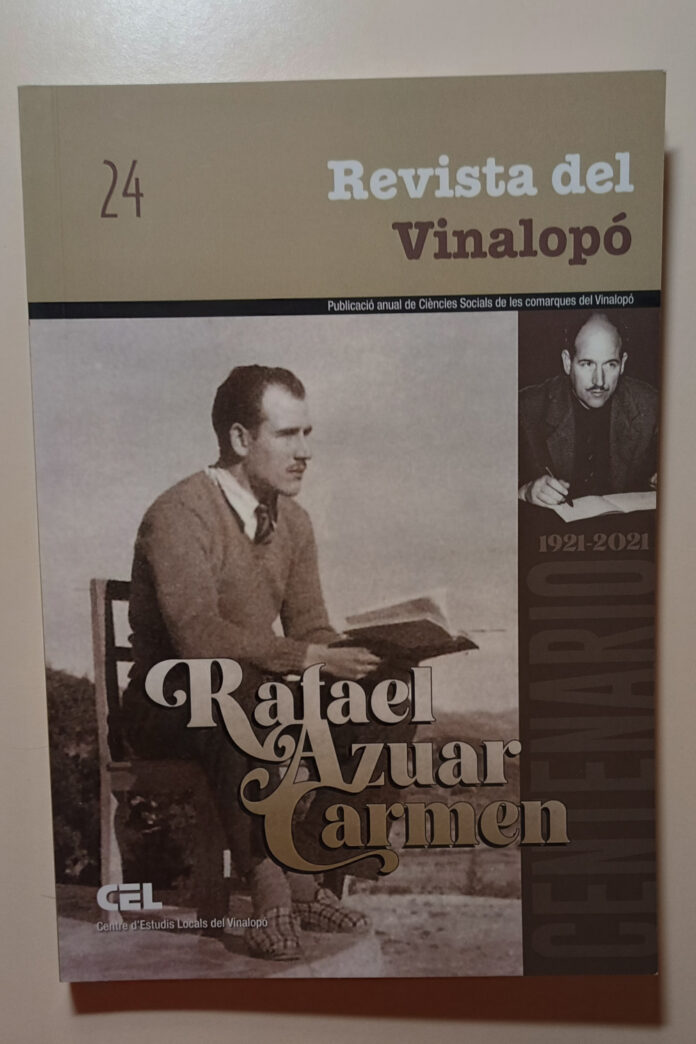 24
Revista del
Vinalopó
Publicació anual de Ciències Socials de les comarques del Vinalopó
1921-2021
CENTENARIO
Rafael
Azuar
Carmen
CEL
Centre d'Estudis Locals del Vinalopó